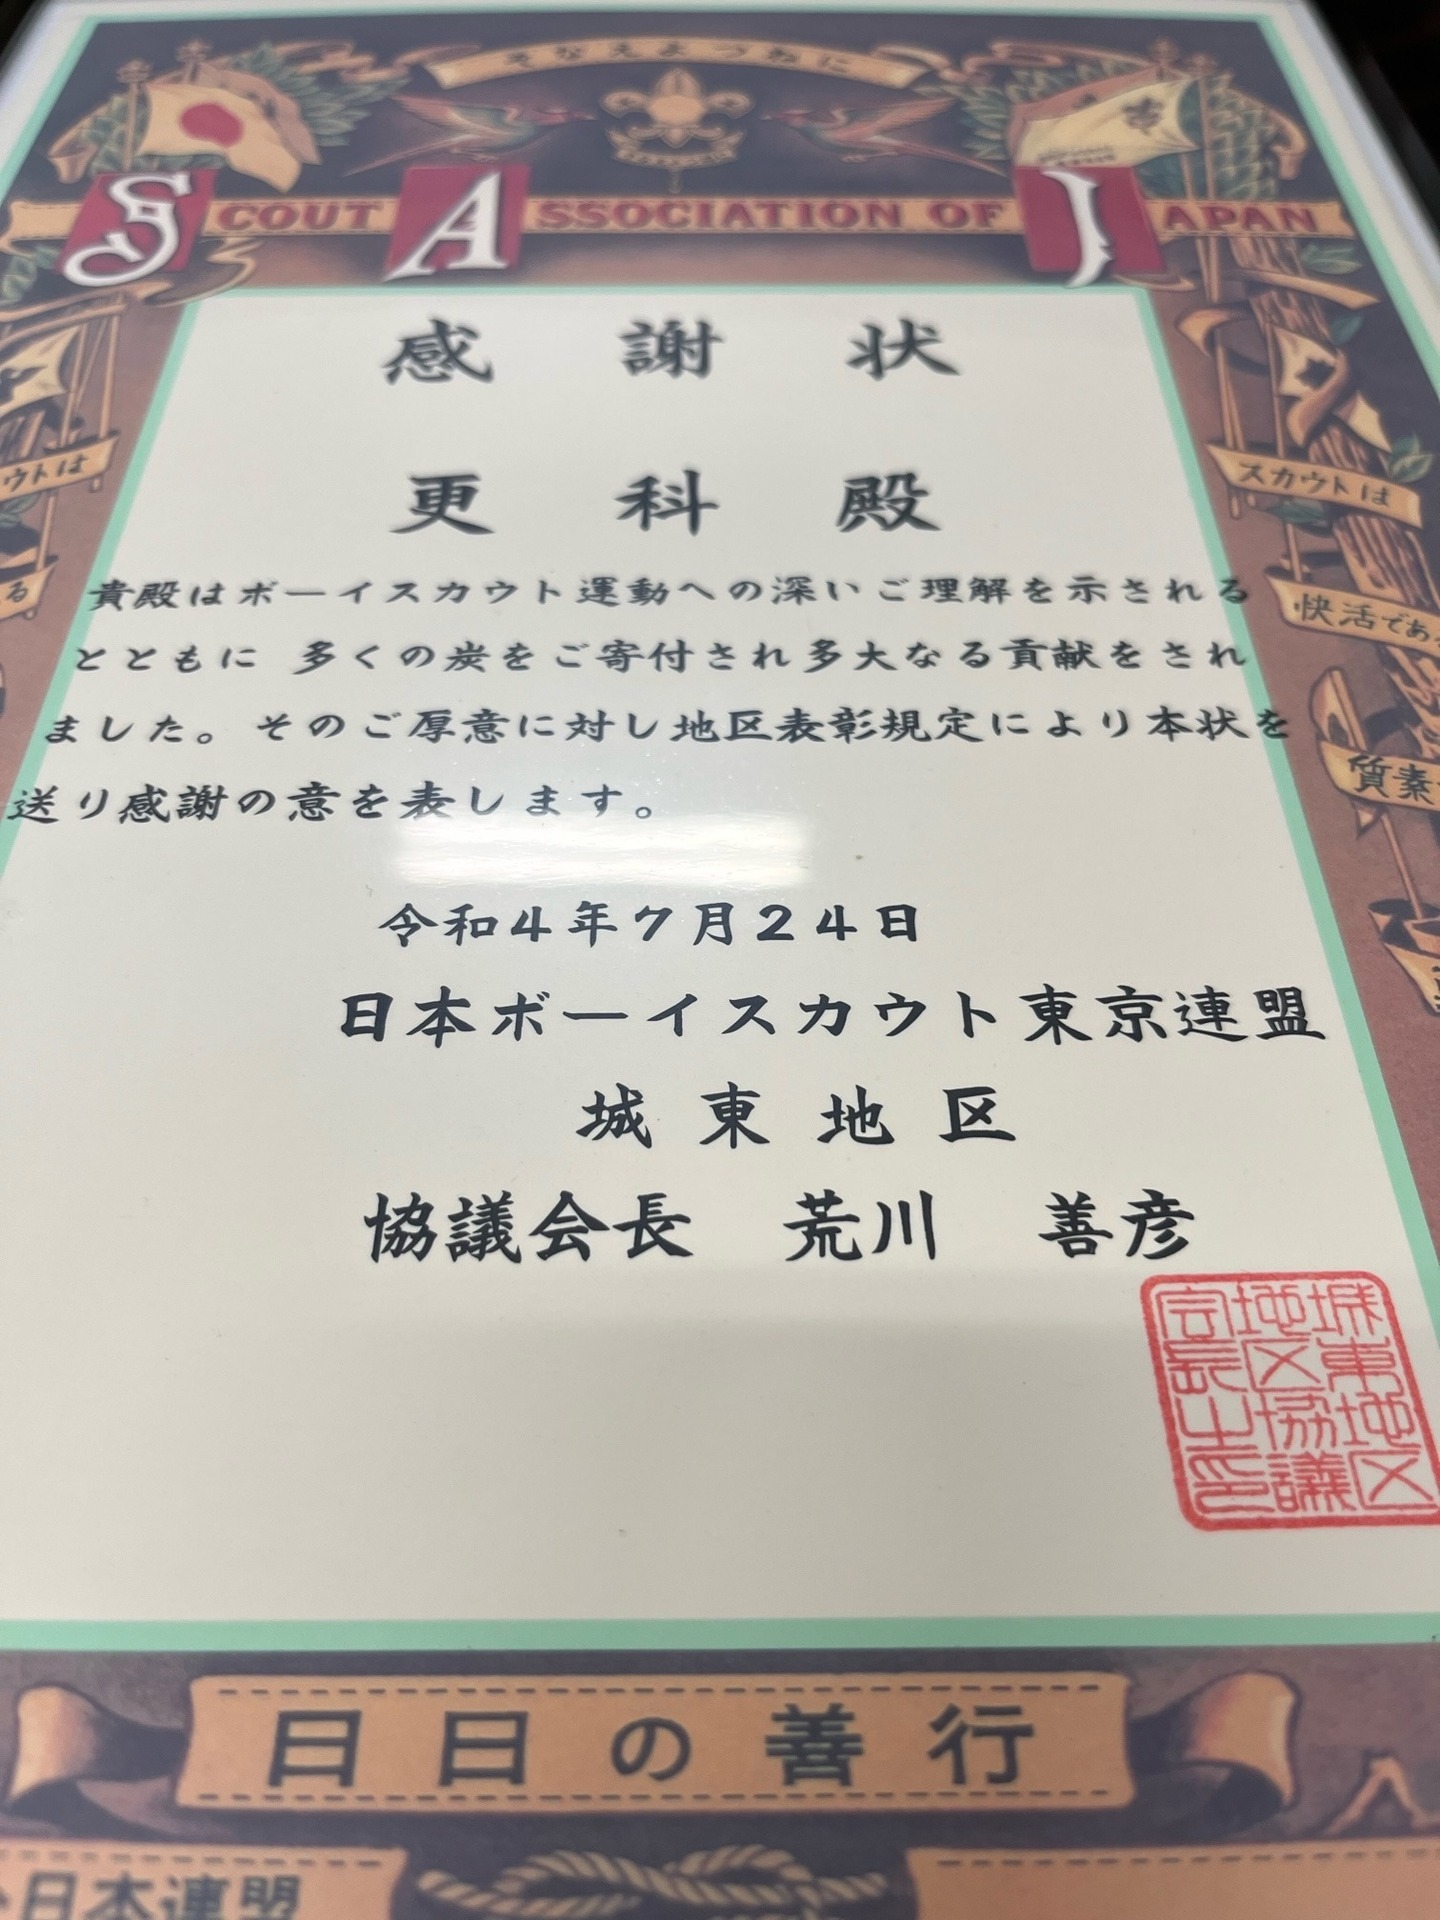 そなえよつねに
SCOUT ASSOCIATION OF JAPAN
感謝状
更科殿
貴殿はボーイスカウト運動への深いご理解を示される
とともに 多くの炭をご寄付され多大なる貢献をされ
ました。そのご厚意に対し地区表彰規定により本状を
送り感謝の意を表します。
令和4年7月24日
日本ボーイスカウト東京連盟
城東地区
協議会長 荒川 善彦
城東地区
地区協議
会長之印
ウトは
る
スカウトは
快活であ
質素
日日の善行
日本連盟